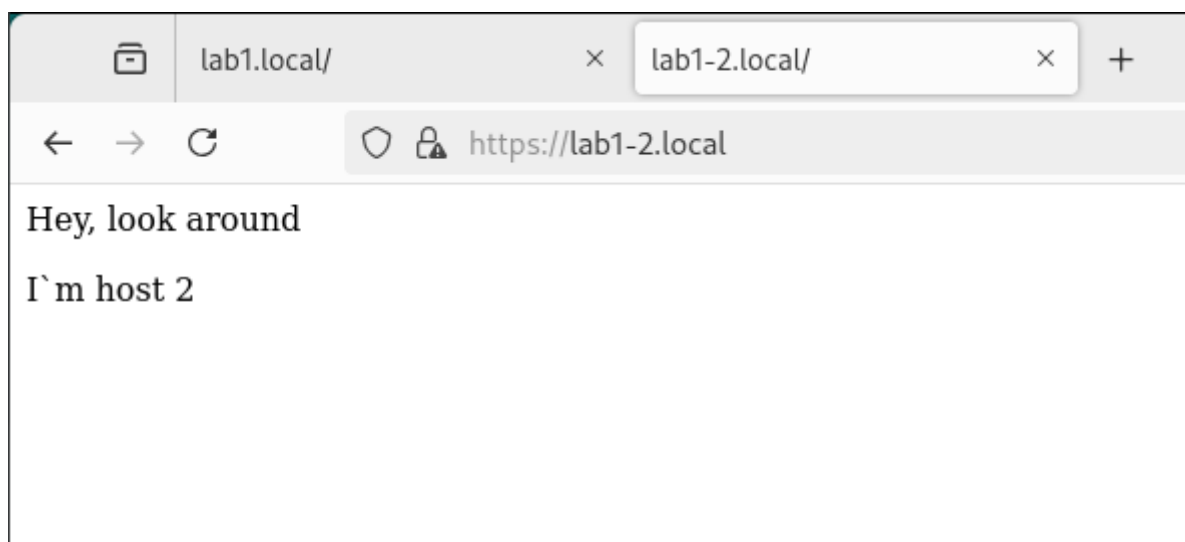 lab1.local/
lab1-2.local/
https://lab1-2.local
Hey, look around
I`m host 2